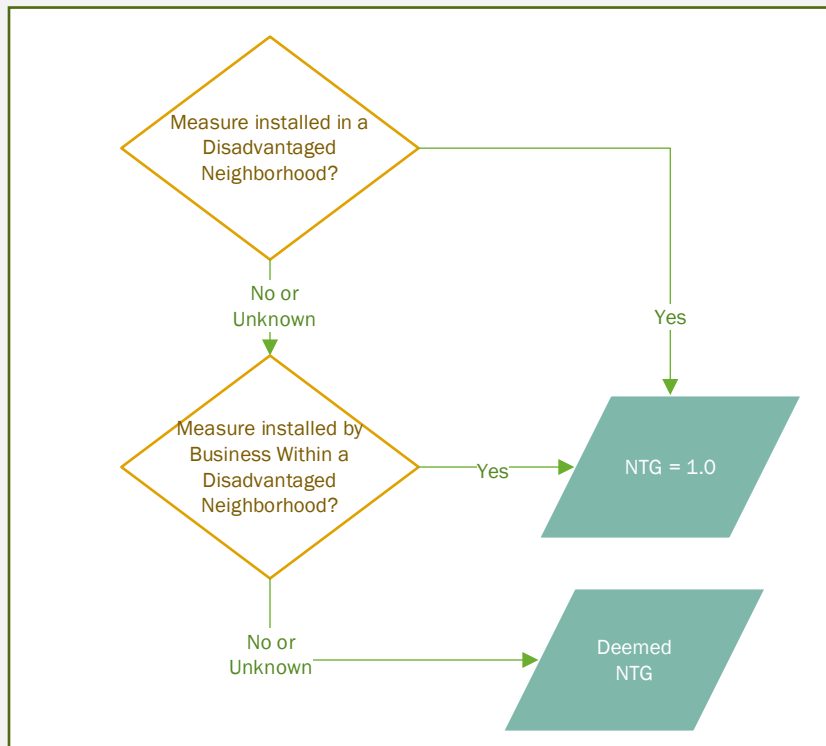 Measure installed in a
Disadvantaged
Neighborhood?
No or
Unknown
Yes
Measure installed by
Business Within a
Disadvantaged
Neighborhood?
Yes
NTG = 1.0
No or
Unknown
Deemed
NTG